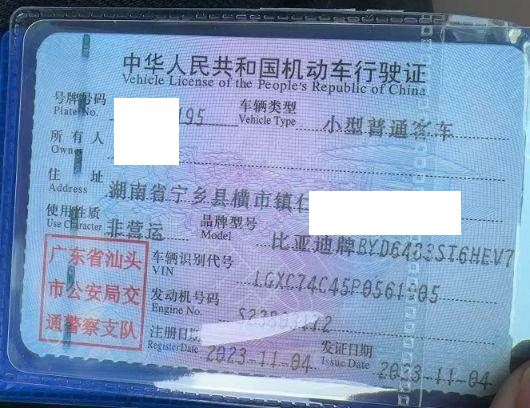 中华人民共和国机动车行驶证
Vehicle License of the People's Republic of China
号牌号码
Plate No.
95
车辆类型
Vehicle Type
小型普通客车
所有人
Owner
住址
Address
湖南省宁乡县横市镇仁
使用性质
Use Character
非营运
品牌型号
Model
比亚迪牌BYD6483ST6HEV7
广东省汕头
市公安局交
通警察支队
车辆识别代号
VIN
LGXC74C45P0561
05
发动机号码
Engine No.
注册日期
Register Date
2023-11-04
发证日期
Issue Date
2023-11-04